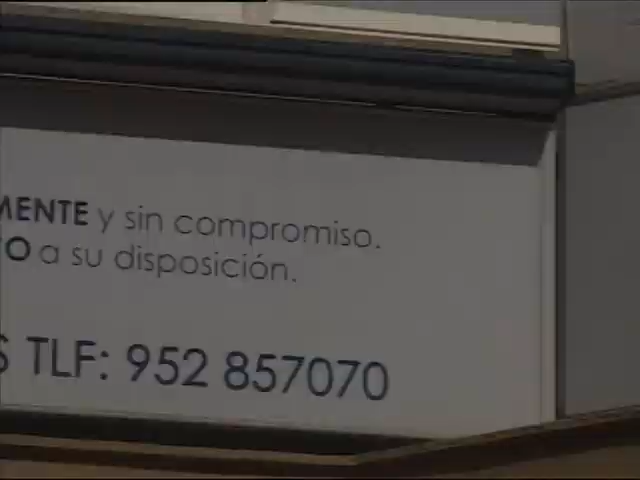 MENTE y sin compromiso.
O a su disposición.
S TLF: 952 857070